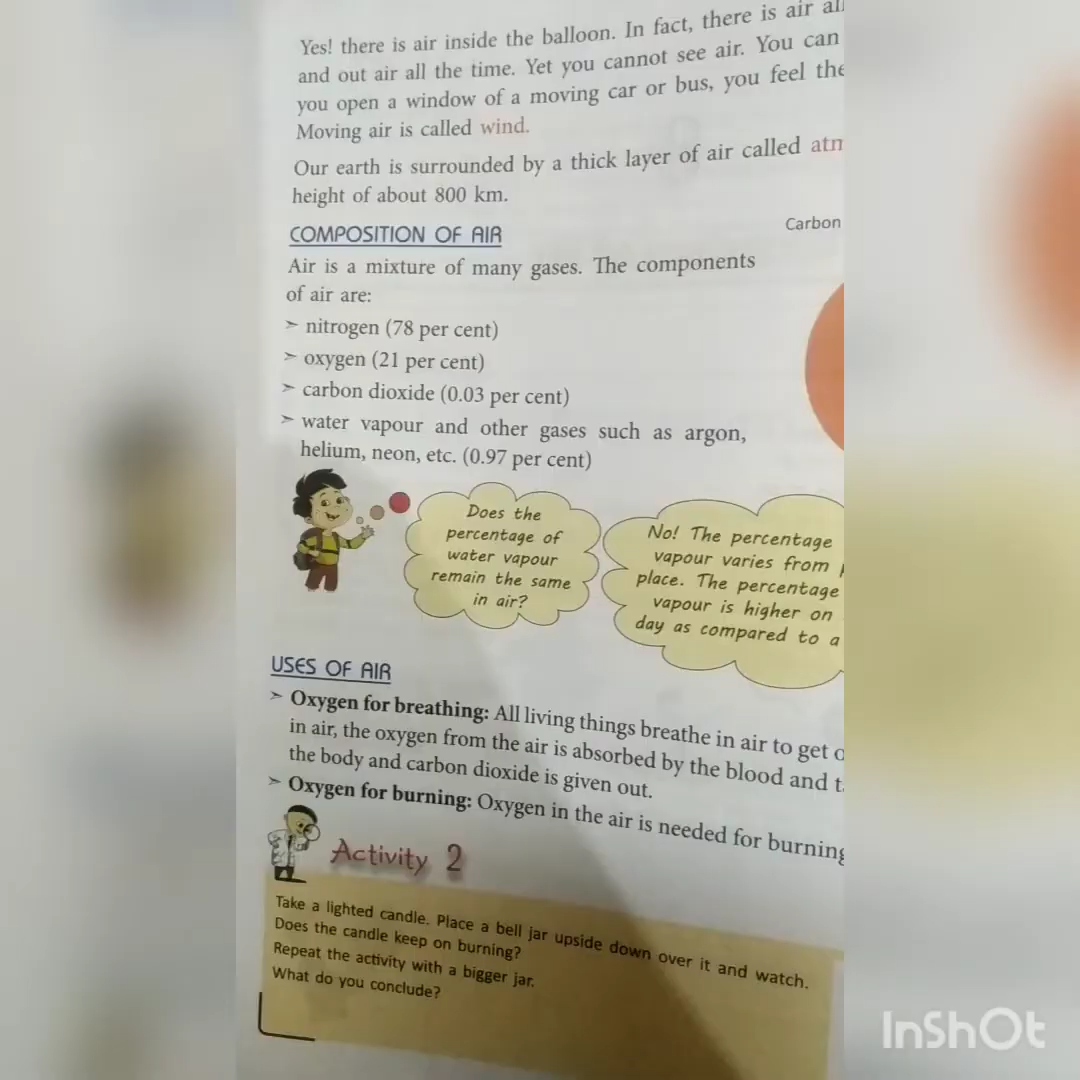 Yes! there is air inside the balloon. In fact, there is air all
and out air all the time. Yet you cannot see air. You can
you open a window of a moving car or bus, you feel the
Moving air is called wind.
Our earth is surrounded by a thick layer of air called
height of about 800 km.
COMPOSITION OF AIR
Carbon
Air is a mixture of many gases. The components
of air are:
➣ nitrogen (78 per cent)
➣ oxygen (21 per cent)
➣ carbon dioxide (0.03 per cent)
➣ water vapour and other gases such as argon,
helium, neon, etc. (0.97 per cent)
Does the
percentage of
water vapour
remain the same
in air?
No! The percentage
vapour varies from
place. The percentage
vapour is higher on
day as compared to a
USES OF AIR
➣ Oxygen for breathing: All living things breathe in air to get
in air, the oxygen from the air is absorbed by the blood and
the body and carbon dioxide is given out.
➣ Oxygen for burning: Oxygen in the air is needed for burning
Activity 2
Take a lighted candle. Place a bell jar upside down over it and watch.
Does the candle keep on burning?
Repeat the activity with a bigger jar.
What do you conclude?
InShOt